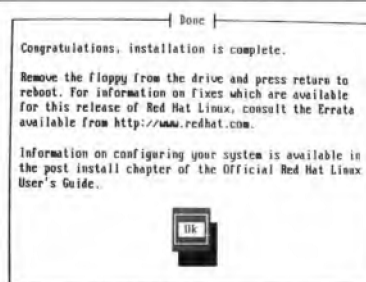 Done
Congratulations, installation is complete.
Remove the floppy from the drive and press return to
reboot. For information on fixes which are available
for this release of Red Hat Linux, consult the Errata
available from http://www.redhat.com.
Information on configuring your system is available in
the post install chapter of the Official Red Hat Linux
User's Guide.
Ok